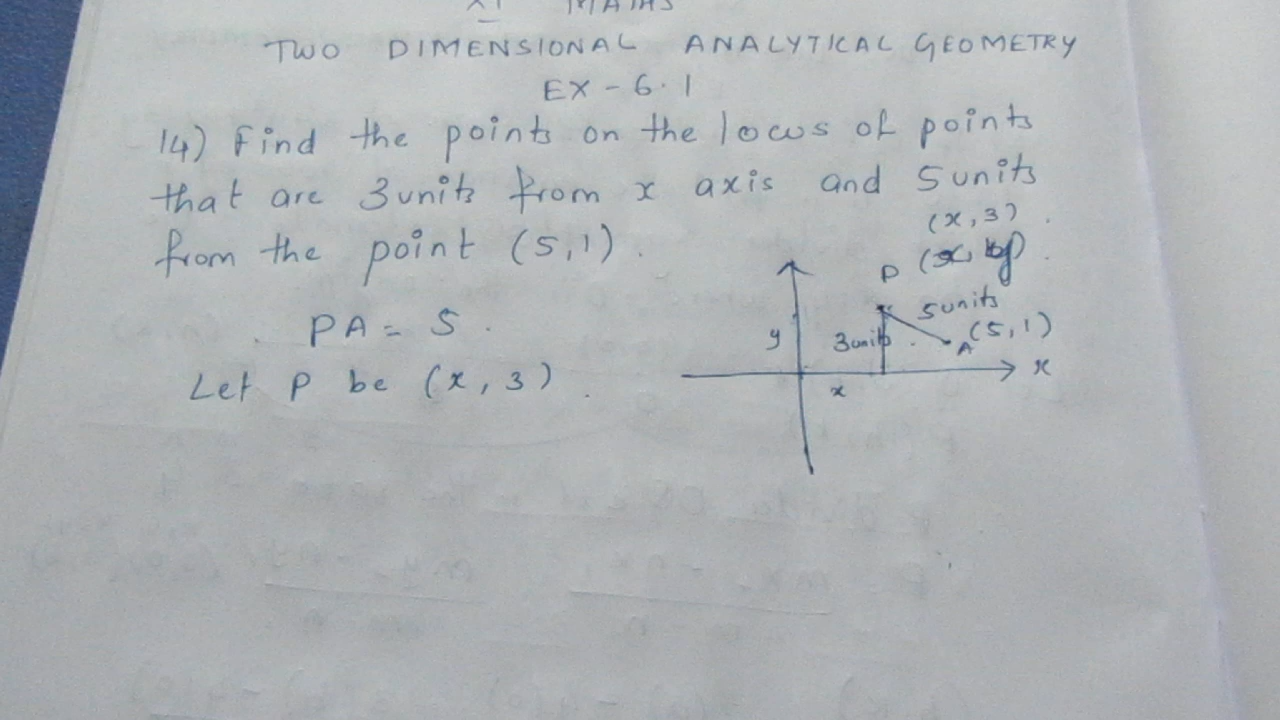 XI MATHS
TWO DIMENSIONAL ANALYTICAL GEOMETRY
EX - 6.1
14) Find the points on the locus of points
that are 3 units from x axis and 5 units
from the point (5,1).
(x, 3)
P
5 units
3 units
A (5,1)
y
x
x
PA = 5.
Let P be (x, 3).